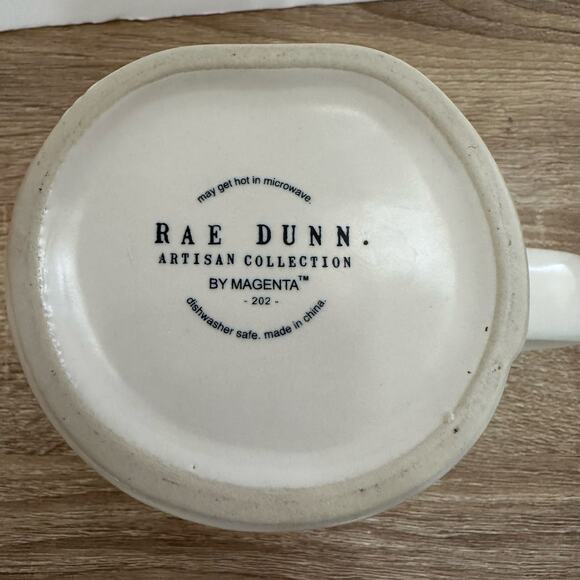 may get hot in microwave.
RAE DUNN.
ARTISAN COLLECTION
BY MAGENTA™
- 202 -
dishwasher safe. made in china.